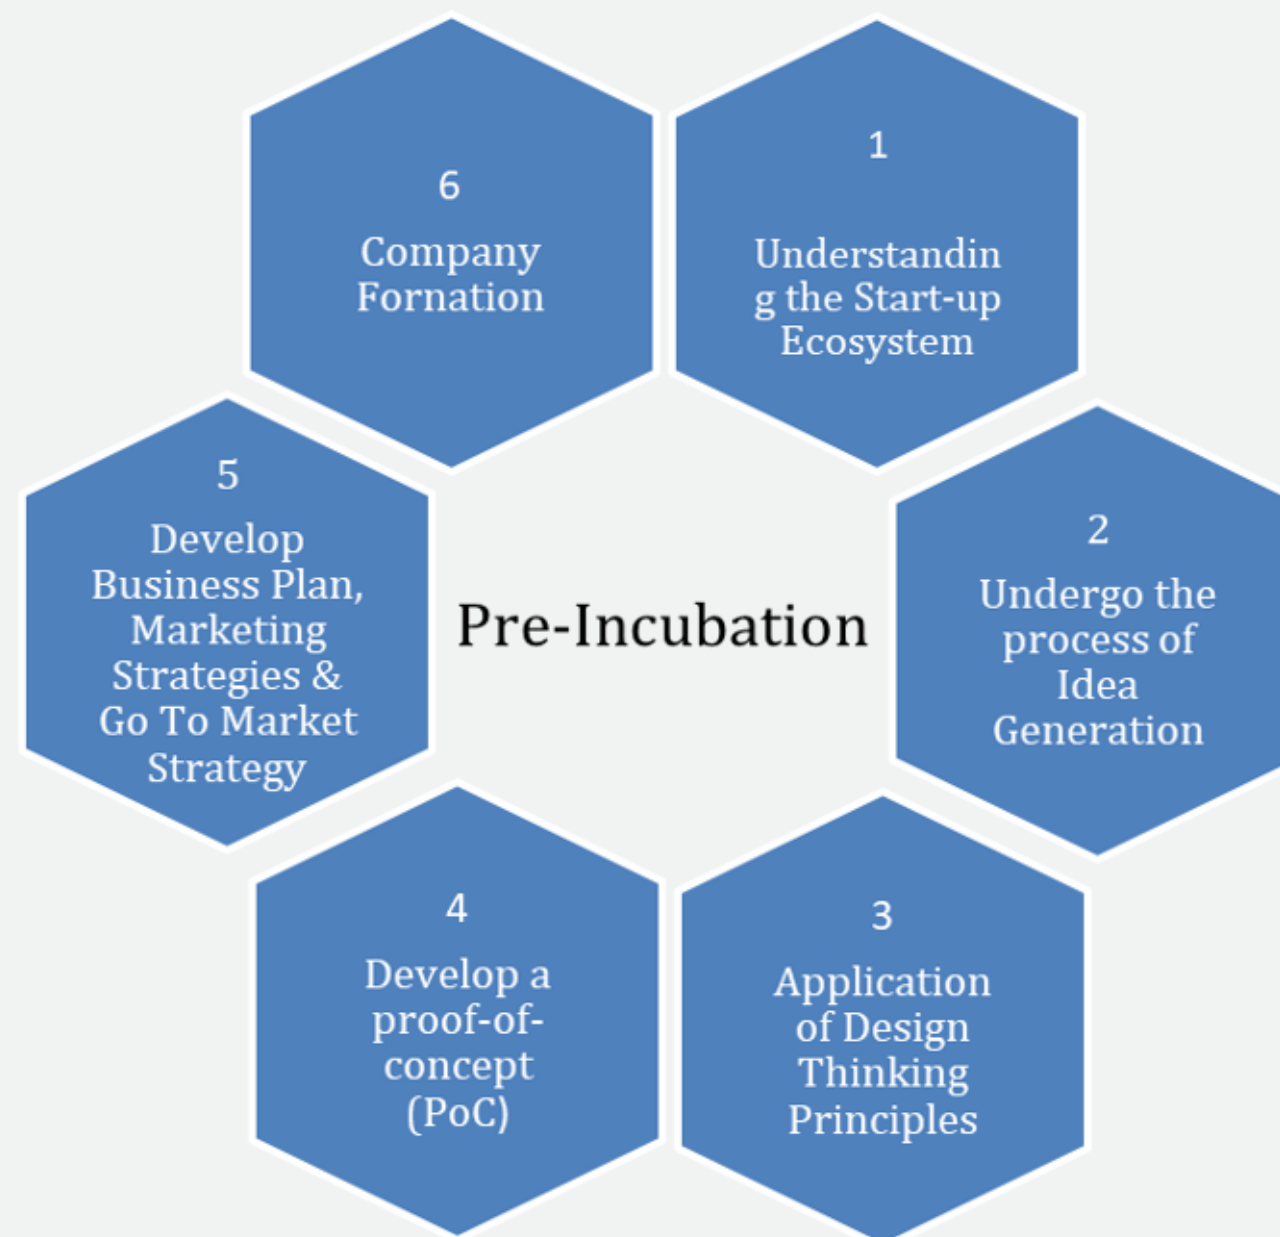 1
Understandin
g the Start-up
Ecosystem
2
Undergo the
process of
Idea
Generation
3
Application
of Design
Thinking
Principles
4
Develop a
proof-of-
concept
(PoC)
5
Develop
Business Plan,
Marketing
Strategies &
Go To Market
Strategy
6
Company
Fornation
Pre-Incubation